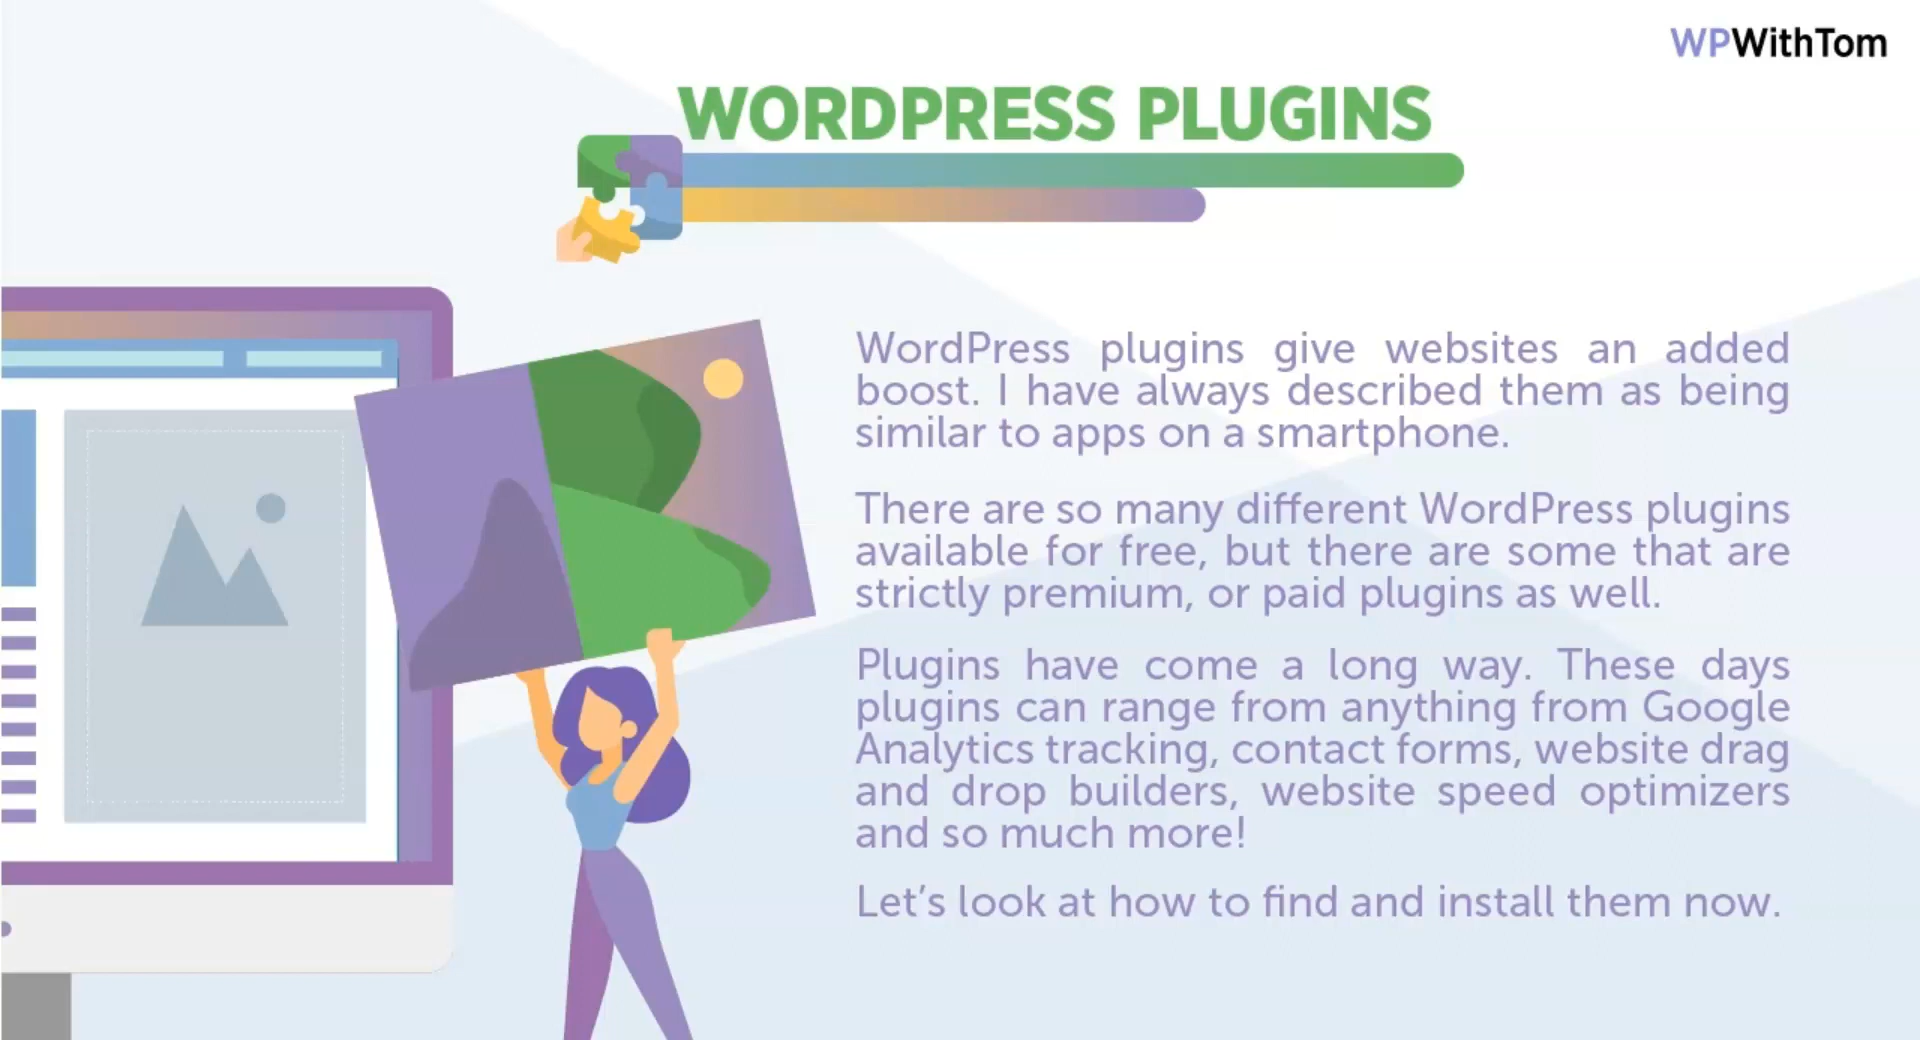 WPWithTom
WORDPRESS PLUGINS
WordPress plugins give websites an added
boost. I have always described them as being
similar to apps on a smartphone.
There are so many different WordPress plugins
available for free, but there are some that are
strictly premium, or paid plugins as well.
Plugins have come a long way. These days
plugins can range from anything from Google
Analytics tracking, contact forms, website drag
and drop builders, website speed optimizers
and so much more!
Let's look at how to find and install them now.